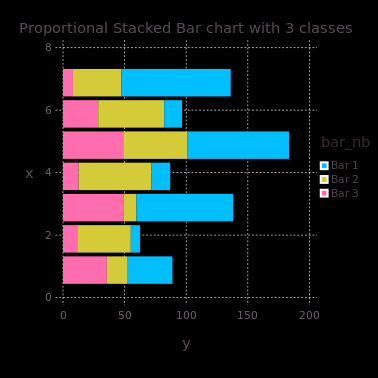 Proportional Stacked Bar chart with 3 classes
8
6
4
2
0
x
0 50 100 150 200
y
bar_nb
Bar 1
Bar 2
Bar 3